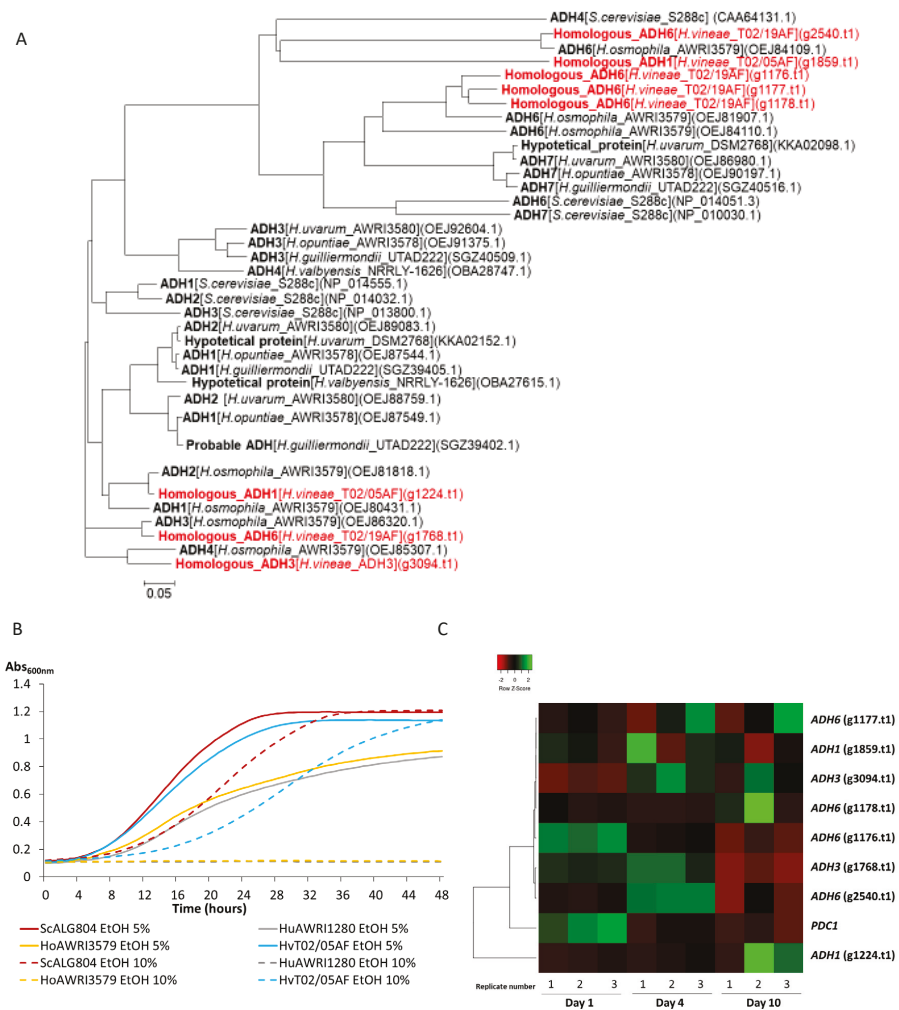 A
ADH4[S.cerevisiae_S288c] (CAA64131.1)
Homologous_ADH6[H.vineae_T02/19AF](g2540.t1)
ADH6[H.osmophila_AWRI3579](OEJ84109.1)
Homologous_ADH1[H.vineae_T02/05AF](g1859.t1)
Homologous_ADH6[H.vineae_T02/19AF](g1176.t1)
Homologous_ADH6[H.vineae_T02/19AF](g1177.t1)
Homologous_ADH6[H.vineae_T02/19AF](g1178.t1)
ADH6[H.osmophila_AWRI3579](OEJ81907.1)
ADH6[H.osmophila_AWRI3579](OEJ84110.1)
Hypotetical_protein[H.uvarum_DSM2768](KKA02098.1)
ADH7[H.uvarum_AWRI3580](OEJ86980.1)
ADH7[H.opuntiae_AWRI3578](OEJ90197.1)
ADH7[H.guilliermondii_UTAD222](SGZ40516.1)
ADH6[S.cerevisiae_S288c](NP_014051.3)
ADH7[S.cerevisiae_S288c](NP_010030.1)
ADH3[H.uvarum_AWRI3580](OEJ92604.1)
ADH3[H.opuntiae_AWRI3578](OEJ91375.1)
ADH3[H.guilliermondii_UTAD222](SGZ40509.1)
ADH4[H.valbyensis_NRRLY-1626](OBA28747.1)
ADH1[S.cerevisiae_S288c](NP_014555.1)
ADH2[S.cerevisiae_S288c](NP_014032.1)
ADH3[S.cerevisiae_S288c](NP_013800.1)
ADH2[H.uvarum_AWRI3580](OEJ89083.1)
Hypotetical protein[H.uvarum_DSM2768](KKA02152.1)
ADH1[H.opuntiae_AWRI3578](OEJ87544.1)
ADH1[H.guilliermondii_UTAD222](SGZ39405.1)
Hypotetical protein[H.valbyensis_NRRLY-1626](OBA27615.1)
ADH2 [H.uvarum_AWRI3580](OEJ88759.1)
ADH1[H.opuntiae_AWRI3578](OEJ87549.1)
Probable ADH[H.guilliermondii_UTAD222](SGZ39402.1)
ADH2[H.osmophila_AWRI3579](OEJ81818.1)
Homologous_ADH1[H.vineae_T02/05AF](g1224.t1)
ADH1[H.osmophila_AWRI3579](OEJ80431.1)
ADH3[H.osmophila_AWRI3579](OEJ86320.1)
Homologous_ADH6[H.vineae_T02/19AF](g1768.t1)
ADH4[H.osmophila_AWRI3579](OEJ85307.1)
Homologous_ADH3[H.vineae_ADH3](g3094.t1)
0.05
B
Abs600nm
1.4
1.2
1
0.8
0.6
0.4
0.2
0
0 4 8 12 16 20 24 28 32 36 40 44 48
Time (hours)
ScALG804 EtOH 5%
HuAWRI1280 EtOH 5%
HoAWRI3579 EtOH 5%
HvT02/05AF EtOH 5%
ScALG804 EtOH 10%
HuAWRI1280 EtOH 10%
HoAWRI3579 EtOH 10%
HvT02/05AF EtOH 10%
C
-2 0 2
Row Z-Score
ADH6 (g1177.t1)
ADH1 (g1859.t1)
ADH3 (g3094.t1)
ADH6 (g1178.t1)
ADH6 (g1176.t1)
ADH3 (g1768.t1)
ADH6 (g2540.t1)
PDC1
ADH1 (g1224.t1)
Replicate number 1 2 3 1 2 3 1 2 3
Day 1 Day 4 Day 10